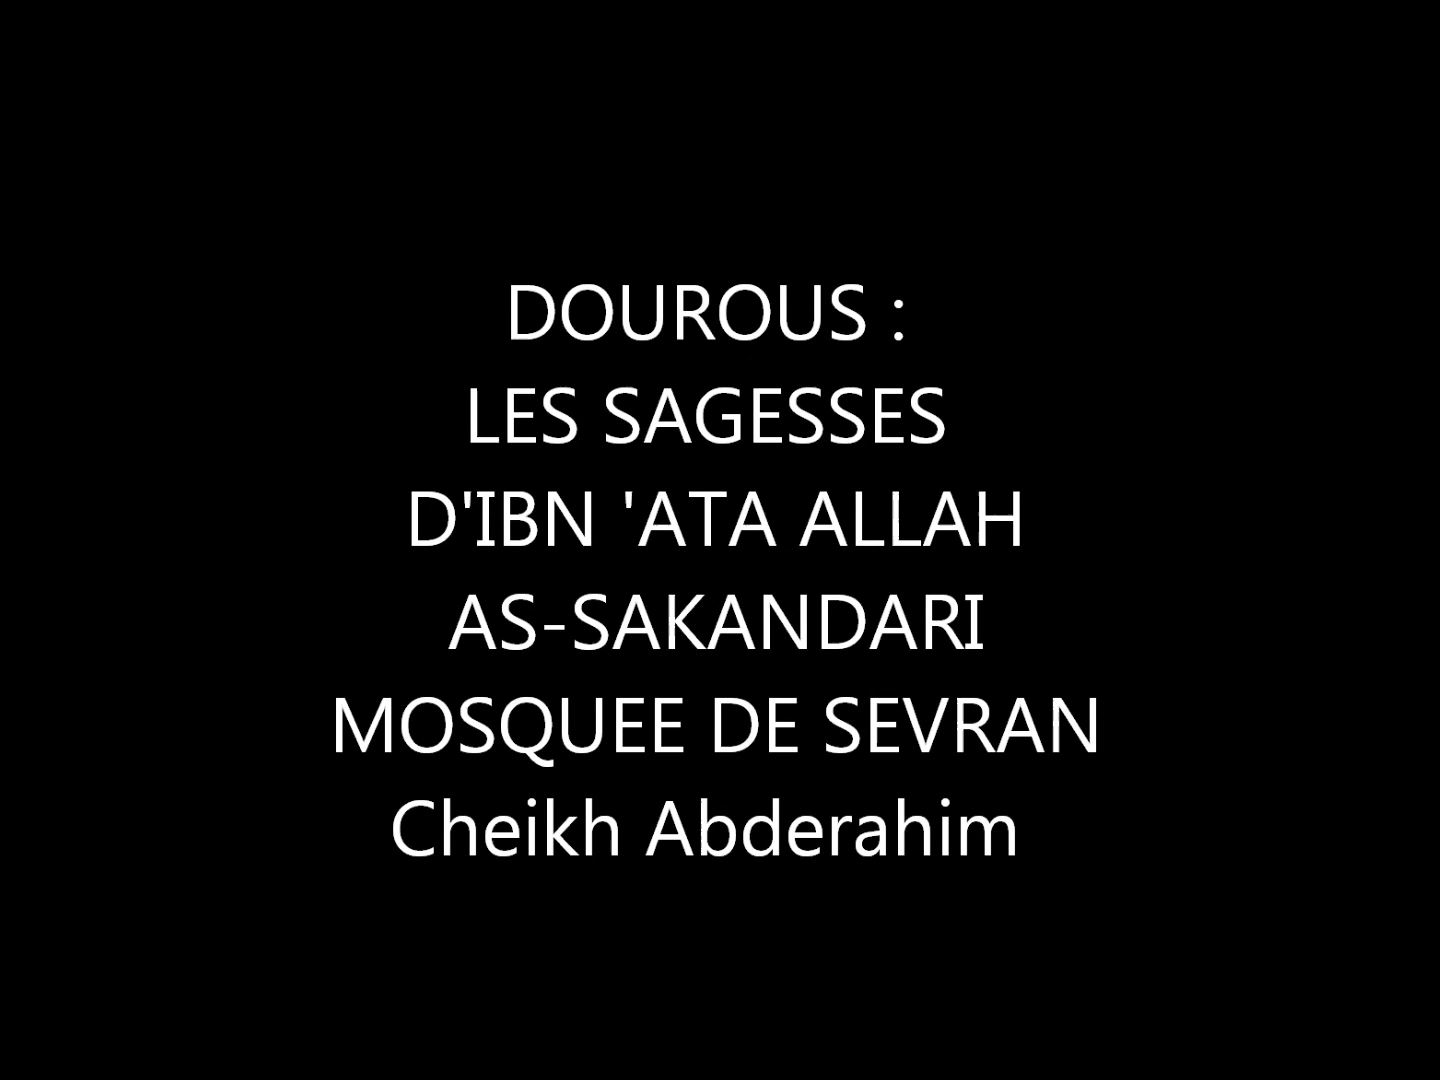 DOUROUS :
LES SAGESSES
D'IBN 'ATA ALLAH
AS-SAKANDARI
MOSQUEE DE SEVRAN
Cheikh Abderahim